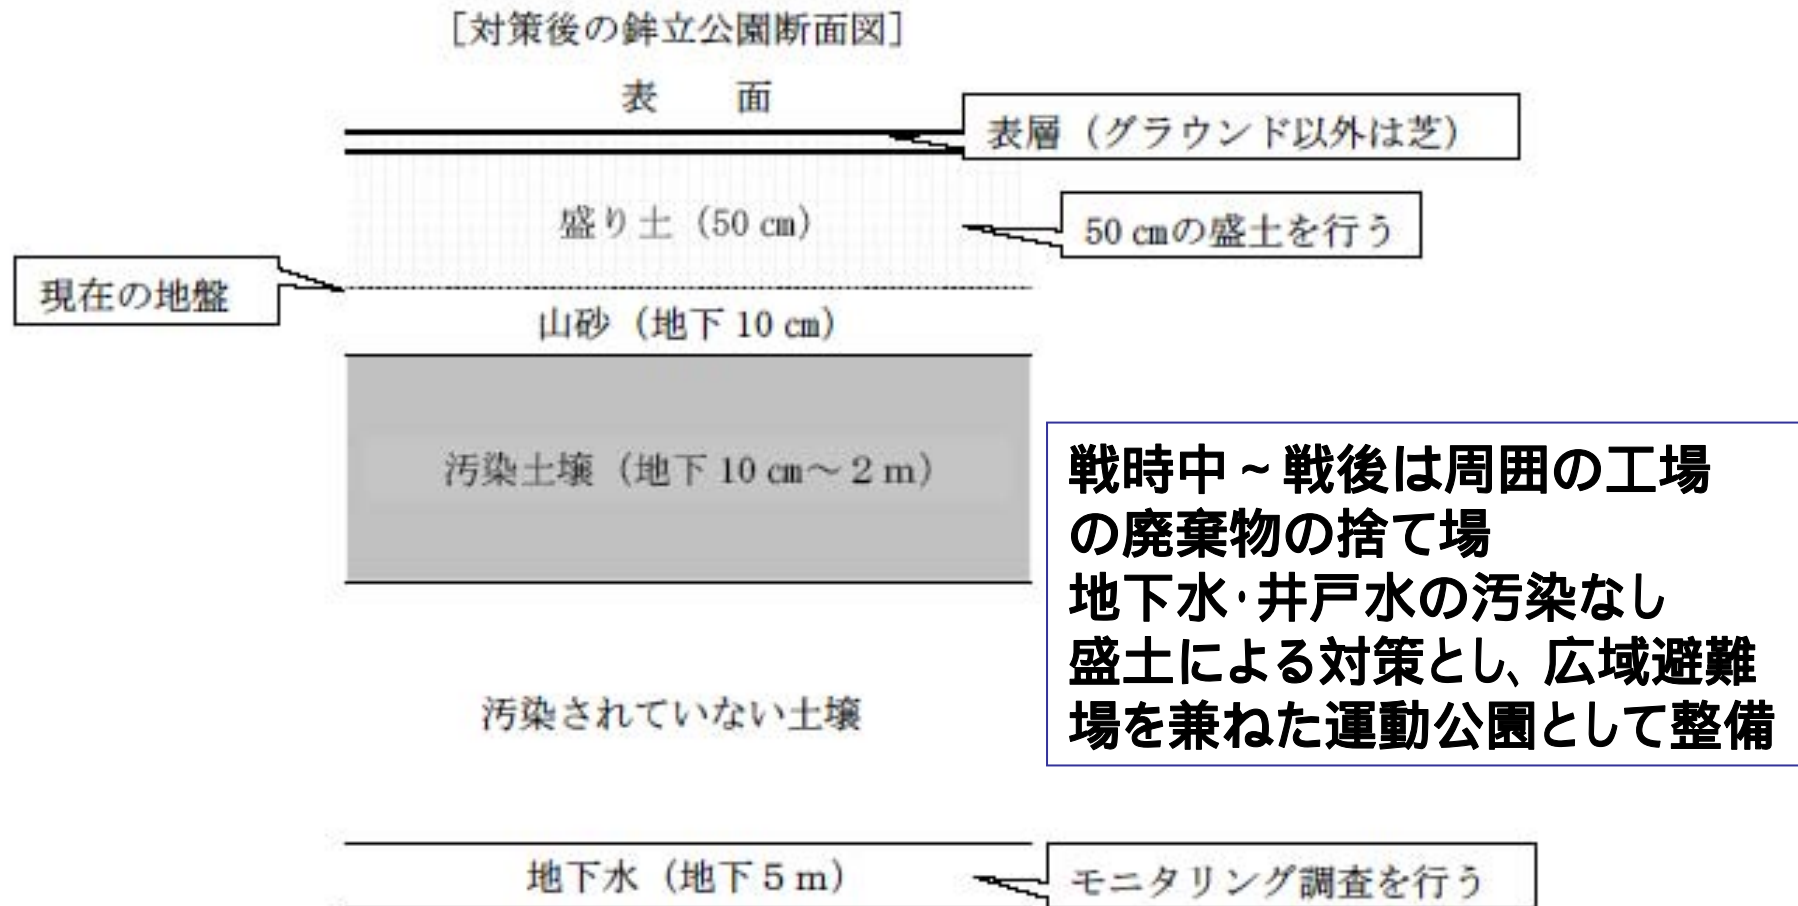 ［対策後の鉾立公園断面図］
表　　面
表層（グラウンド以外は芝）
盛り土（50 ㎝）
50 ㎝の盛土を行う
現在の地盤
山砂（地下 10 ㎝）
汚染土壌（地下 10 ㎝～２ｍ）
戦時中～戦後は周囲の工場
の廃棄物の捨て場
地下水・井戸水の汚染なし
盛土による対策とし、広域避難
場を兼ねた運動公園として整備
汚染されていない土壌
地下水（地下５ｍ）
モニタリング調査を行う